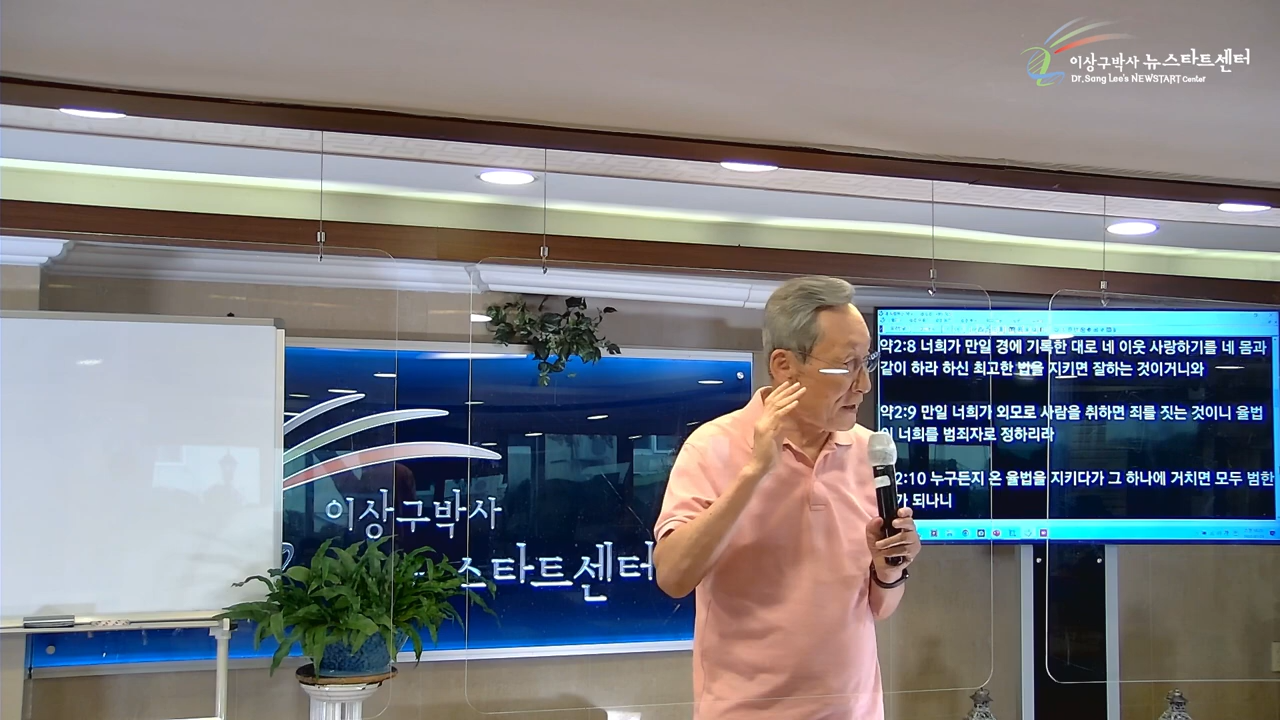 이상구박사 뉴스타트센터
Dr. Sang Lee's NEWSTART Center
약2:8 너희가 만일 경에 기록한 대로 네 이웃 사랑하기를 네 몸과
같이 하라 하신 최고한 법을 지키면 잘하는 것이거니와
약2:9 만일 너희가 외모로 사람을 취하면 죄를 짓는 것이니 율법
이 너희를 범죄자로 정하리라
2:10 누구든지 온 율법을 지키다가 그 하나에 거치면 모두 범한
가 되나니
이상구박사
스타트센터